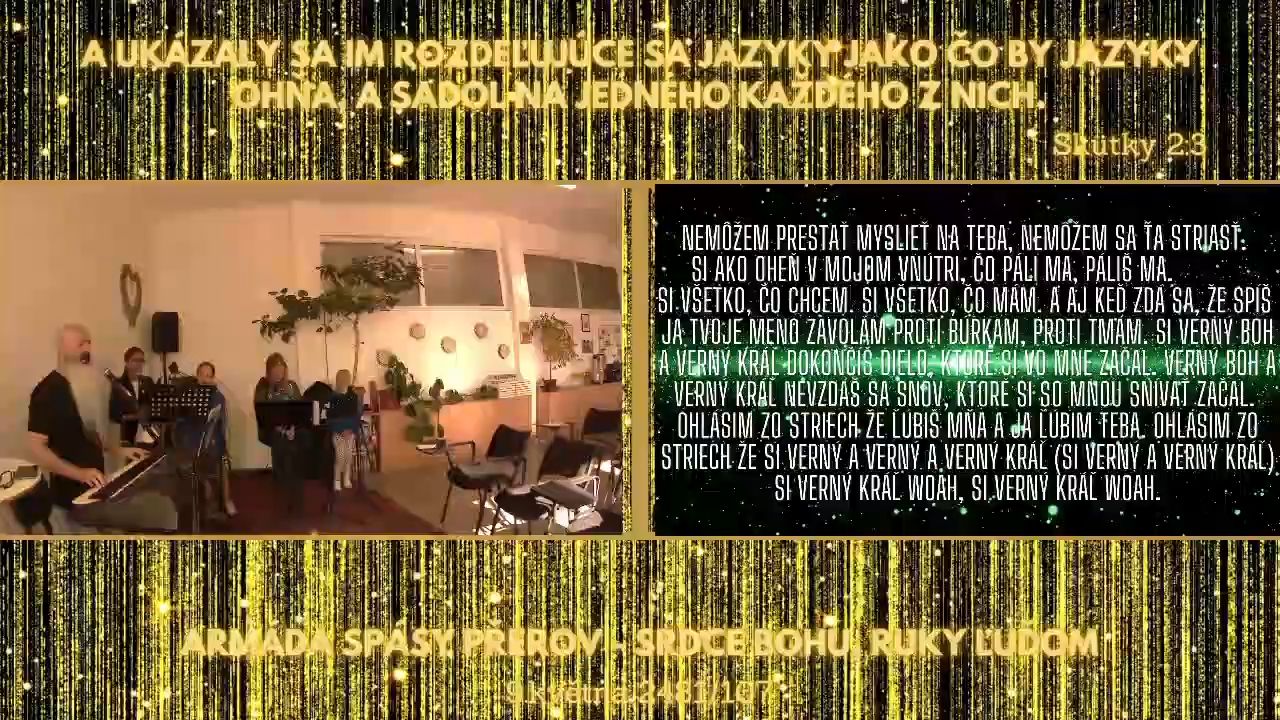 A UKÁZALY SA IM ROZDEĽUJÚCE SA JAZYKY JAKO ČO BY JAZYKY
OHŇA, A SADOL NA JEDNÉHO KAŽDÉHO Z NICH.
Skutky 2:3
NEMÔŽEM PRESTAŤ MYSLIEŤ NA TEBA, NEMÔŽEM SA ŤA STRIASŤ.
SI AKO OHEŇ V MOJOM VNÚTRI, ČO PÁLI MA, PÁLIŠ MA.
SI VŠETKO, ČO CHCEM. SI VŠETKO, ČO MÁM. A AJ KEĎ ZDÁ SA, ŽE SPÍŠ
JA TVOJE MENO ZAVOLÁM PROTI BÚRKAM, PROTI TMÁM. SI VERNÝ BOH
A VERNÝ KRÁĽ DOKONČÍŠ DIELO, KTORÉ SI VO MNE ZAČAL. VERNÝ BOH A
VERNÝ KRÁĽ NEVZDÁŠ SA SNOV, KTORÉ SI SO MNOU SNÍVAŤ ZAČAL.
OHLÁSIM ZO STRIECH ŽE ĽÚBIŠ MŇA A JA ĽÚBIM TEBA. OHLÁSIM ZO
STRIECH ŽE SI VERNÝ A VERNÝ A VERNÝ KRÁĽ (SI VERNÝ A VERNÝ KRÁĽ)
SI VERNÝ KRÁĽ WOAH, SI VERNÝ KRÁĽ WOAH.
ARMÁDA SPÁSY PŘEROV - SRDCE BOHU, RUKY ĽUĎOM
9.května 2481/107